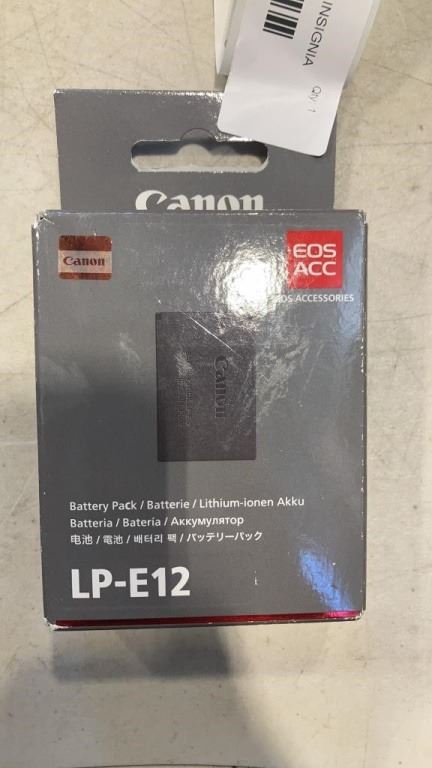 INSIGNIA
Qty 1
Canon
Canon
EOS
ACC
EOS ACCESSORIES
Canon
Battery Pack / Batterie / Lithium-ionen Akku
Batteria / Bateria / Аккумулятор
电池 / 電池 / 배터리 팩 / バッテリーパック
LP-E12